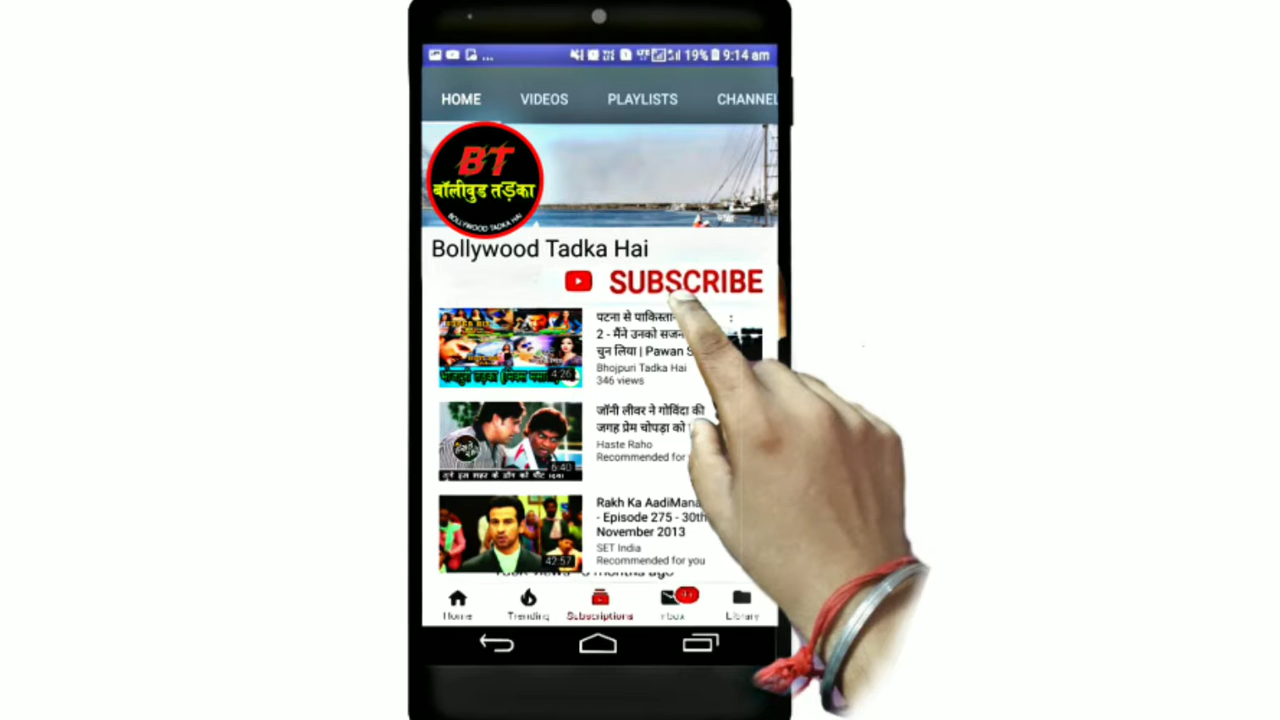 19% 9:14 am
HOME VIDEOS PLAYLISTS CHANNEL
BT
बॉलीवुड तड़का
BOLLYWOOD TADKA HAI
Bollywood Tadka Hai
SUBSCRIBE
4:26
पटना से पाकिस्तान
2 - मैंने उनको सजन
चुन लिया | Pawan S
Bhojpuri Tadka Hai
346 views
6:40
जॉनी लीवर ने गोविंदा की
जगह प्रेम चोपड़ा को
Haste Raho
Recommended for
42:57
Rakh Ka AadiMana
- Episode 275 - 30th
November 2013
SET India
Recommended for you
Home Trending Subscriptions Inbox Library